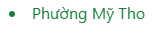 • Phường Mỹ Tho